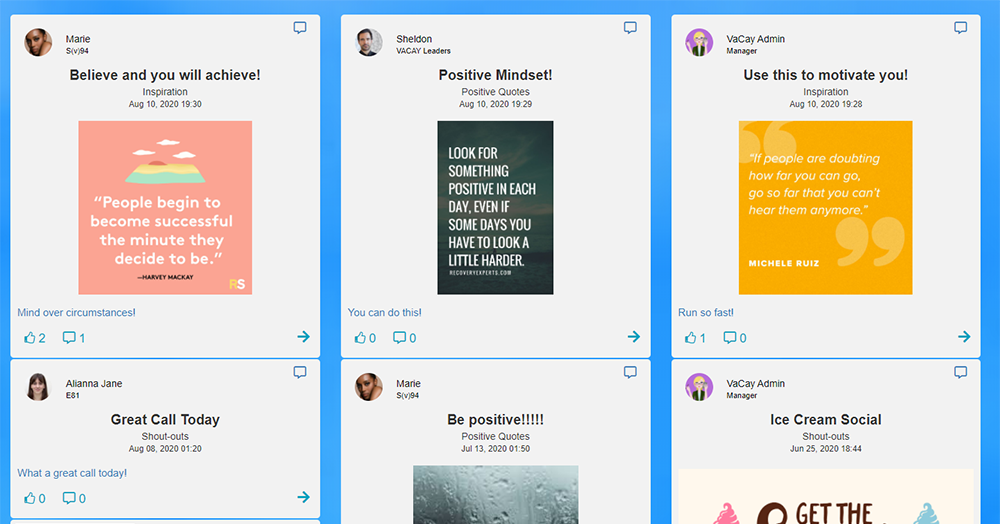 Marie
S(v)94
Believe and you will achieve!
Inspiration
Aug 10, 2020 19:30
“People begin to
become successful
the minute they
decide to be.”
—HARVEY MACKAY
RS
Mind over circumstances!
2 1
Sheldon
VACAY Leaders
Positive Mindset!
Positive Quotes
Aug 10, 2020 19:29
LOOK FOR
SOMETHING
POSITIVE IN EACH
DAY, EVEN IF
SOME DAYS YOU
HAVE TO LOOK A
LITTLE HARDER.
RECOVERYEXPERTS.COM
You can do this!
0 0
VaCay Admin
Manager
Use this to motivate you!
Inspiration
Aug 10, 2020 19:28
“If people are doubting
how far you can go,
go so far that you can’t
hear them anymore.”
MICHELE RUIZ
Run so fast!
1 0
Alianna Jane
E81
Great Call Today
Shout-outs
Aug 08, 2020 01:20
What a great call today!
0 0
Marie
S(v)94
Be positive!!!!!
Positive Quotes
Jul 13, 2020 01:50
VaCay Admin
Manager
Ice Cream Social
Shout-outs
Jun 25, 2020 18:44
GET THE